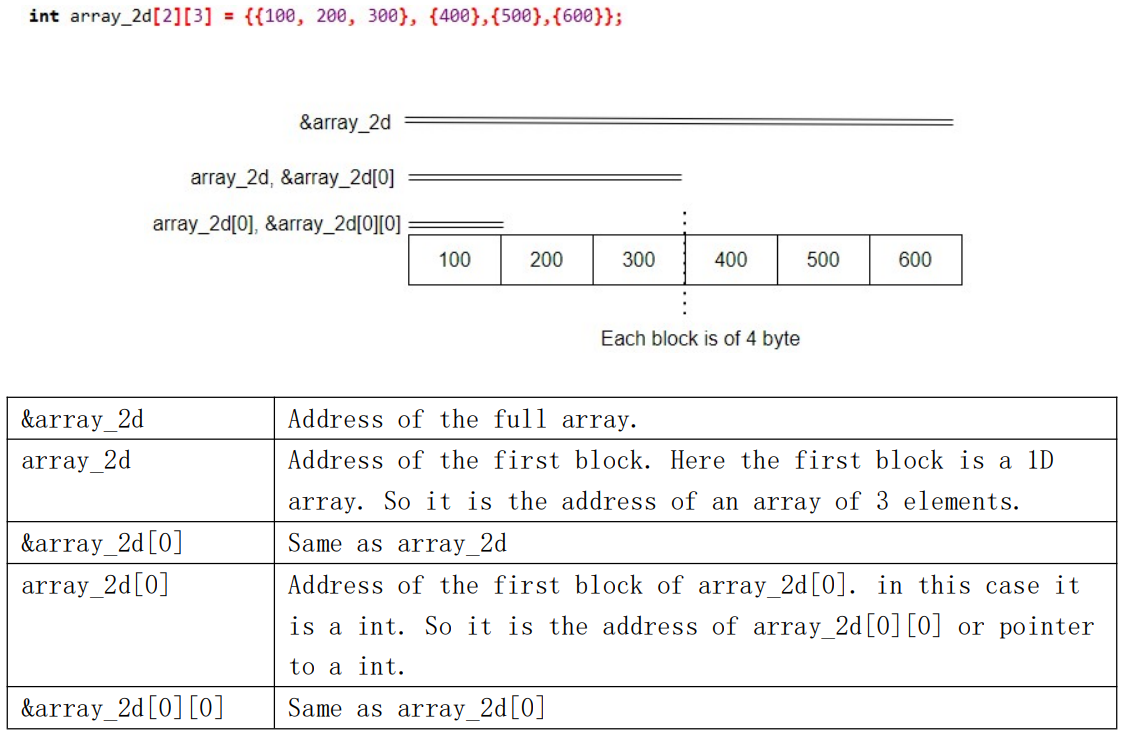 int array_2d[2][3] = {{100, 200, 300}, {400},{500},{600}};
&array_2d
array_2d, &array_2d[0]
array_2d[0], &array_2d[0][0]
100 200 300 400 500 600
Each block is of 4 byte
&array_2d Address of the full array.
array_2d Address of the first block. Here the first block is a 1D
array. So it is the address of an array of 3 elements.
&array_2d[0] Same as array_2d
array_2d[0] Address of the first block of array_2d[0]. in this case it
is a int. So it is the address of array_2d[0][0] or pointer
to a int.
&array_2d[0][0] Same as array_2d[0]